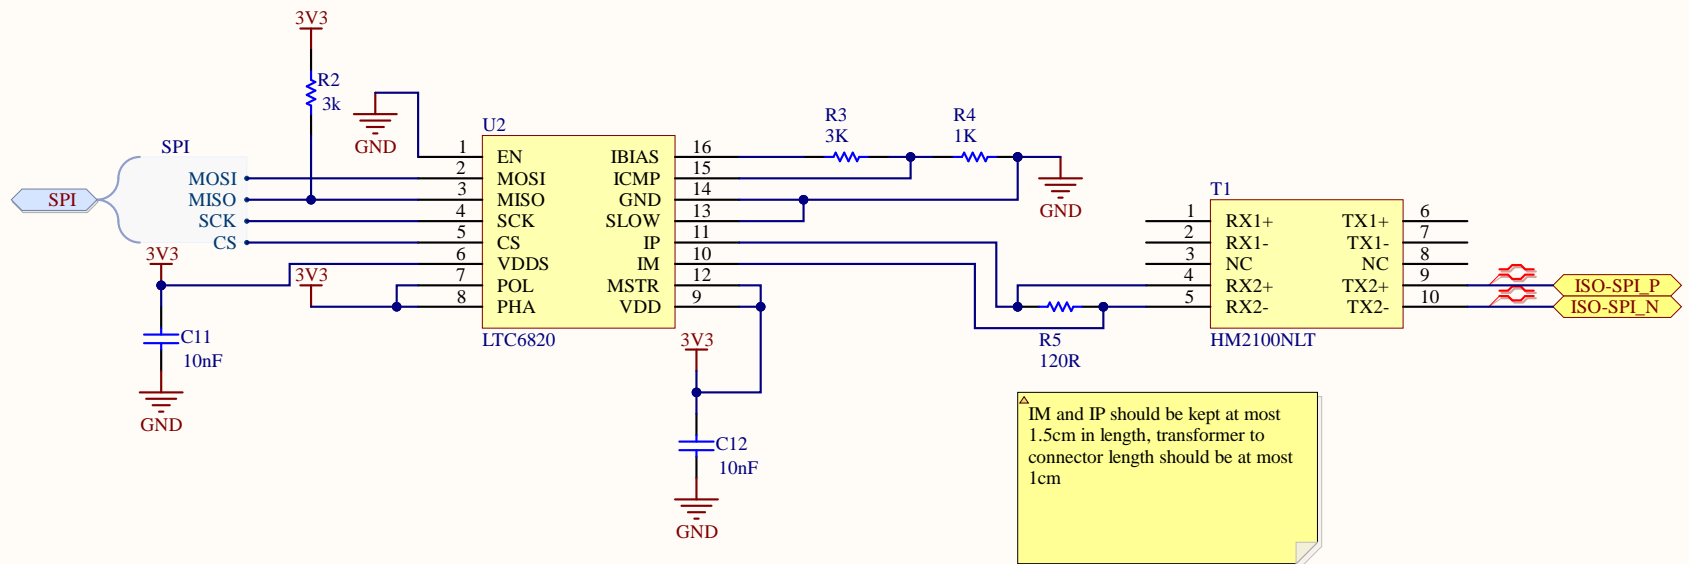 3V3
R2
3k
GND
SPI
SPI
MOSI
MISO
SCK
CS
3V3
3V3
C11
10nF
GND
U2
1 EN IBIAS 16
2 MOSI ICMP 15
3 MISO GND 14
4 SCK SLOW 13
5 CS IP 11
6 VDDS IM 10
7 POL MSTR 12
8 PHA VDD 9
LTC6820
R3
3K
R4
1K
GND
3V3
C12
10nF
GND
R5
120R
T1
1 RX1+ TX1+ 6
2 RX1- TX1- 7
3 NC NC 8
4 RX2+ TX2+ 9
5 RX2- TX2- 10
HM2100NLT
ISO-SPI_P
ISO-SPI_N
IM and IP should be kept at most
1.5cm in length, transformer to
connector length should be at most
1cm